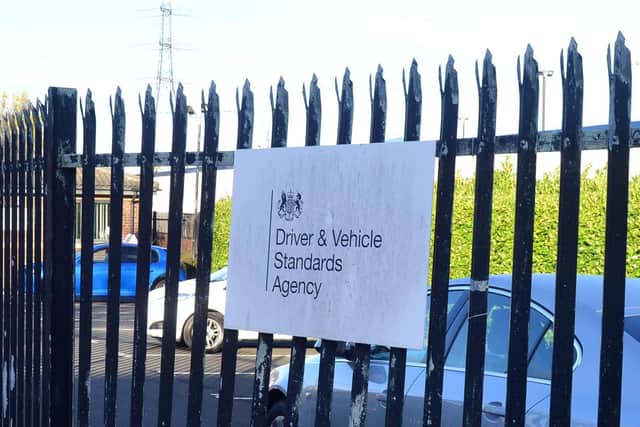 Driver & Vehicle
Standards
Agency